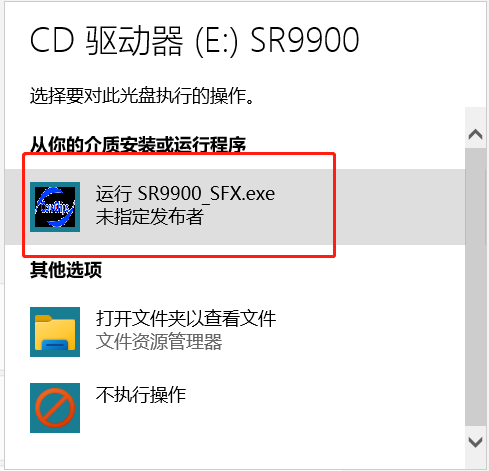 CD 驱动器 (E:) SR9900
选择要对此光盘执行的操作。
从你的介质安装或运行程序
运行 SR9900_SFX.exe
未指定发布者
其他选项
打开文件夹以查看文件
文件资源管理器
不执行操作